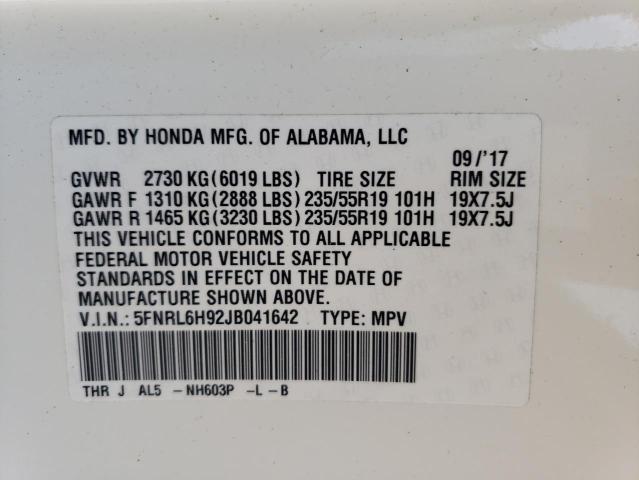 MFD. BY HONDA MFG. OF ALABAMA, LLC
09/'17
GVWR 2730 KG(6019 LBS) TIRE SIZE RIM SIZE
GAWR F 1310 KG(2888 LBS) 235/55R19 101H 19X7.5J
GAWR R 1465 KG(3230 LBS) 235/55R19 101H 19X7.5J
THIS VEHICLE CONFORMS TO ALL APPLICABLE
FEDERAL MOTOR VEHICLE SAFETY
STANDARDS IN EFFECT ON THE DATE OF
MANUFACTURE SHOWN ABOVE.
V.I.N.: 5FNRL6H92JB041642 TYPE: MPV
THR J AL5 -NH603P -L -B